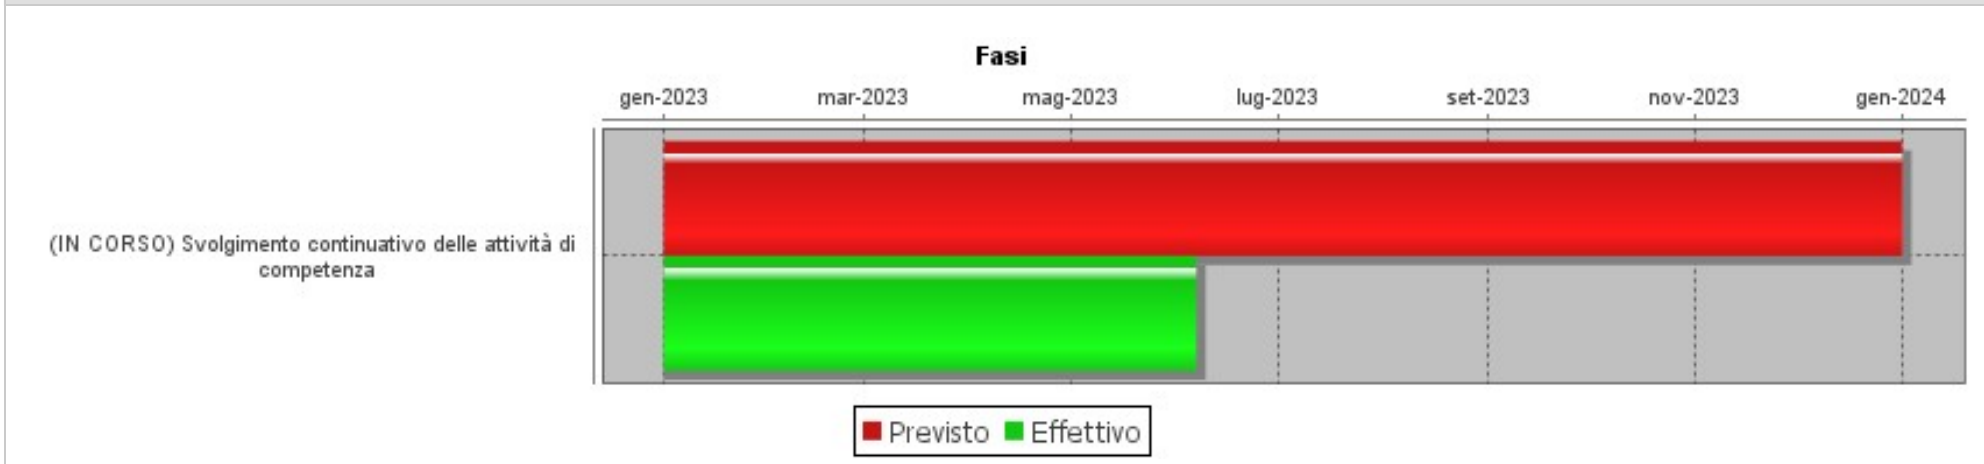 Fasi
gen-2023 mar-2023 mag-2023 lug-2023 set-2023 nov-2023 gen-2024
(IN CORSO) Svolgimento continuativo delle attività di
competenza
Previsto Effettivo